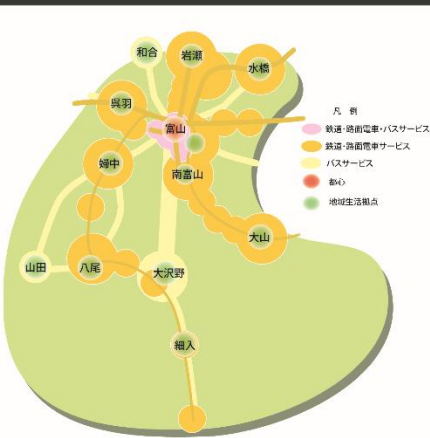 和合
岩瀬
水橋
呉羽
富山
婦中
南富山
大山
山田
八尾
大沢野
細入
凡 例
鉄道・路面電車・バスサービス
鉄道・路面電車サービス
バスサービス
都心
地域生活拠点